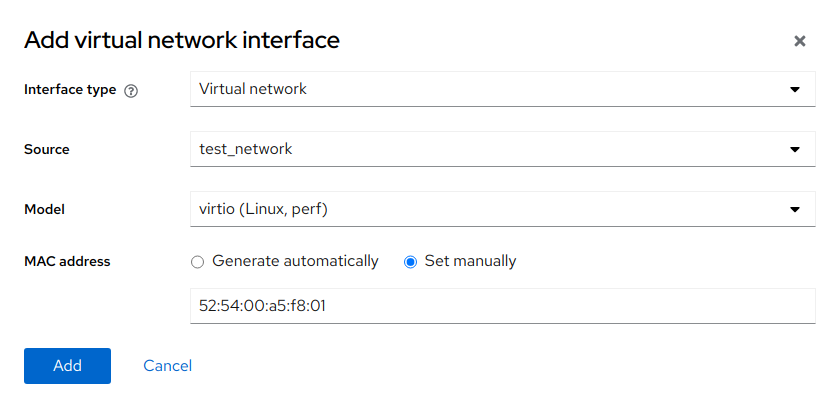 Add virtual network interface
Interface type
Virtual network
Source
test_network
Model
virtio (Linux, perf)
MAC address
Generate automatically
Set manually
52:54:00:a5:f8:01
Add
Cancel